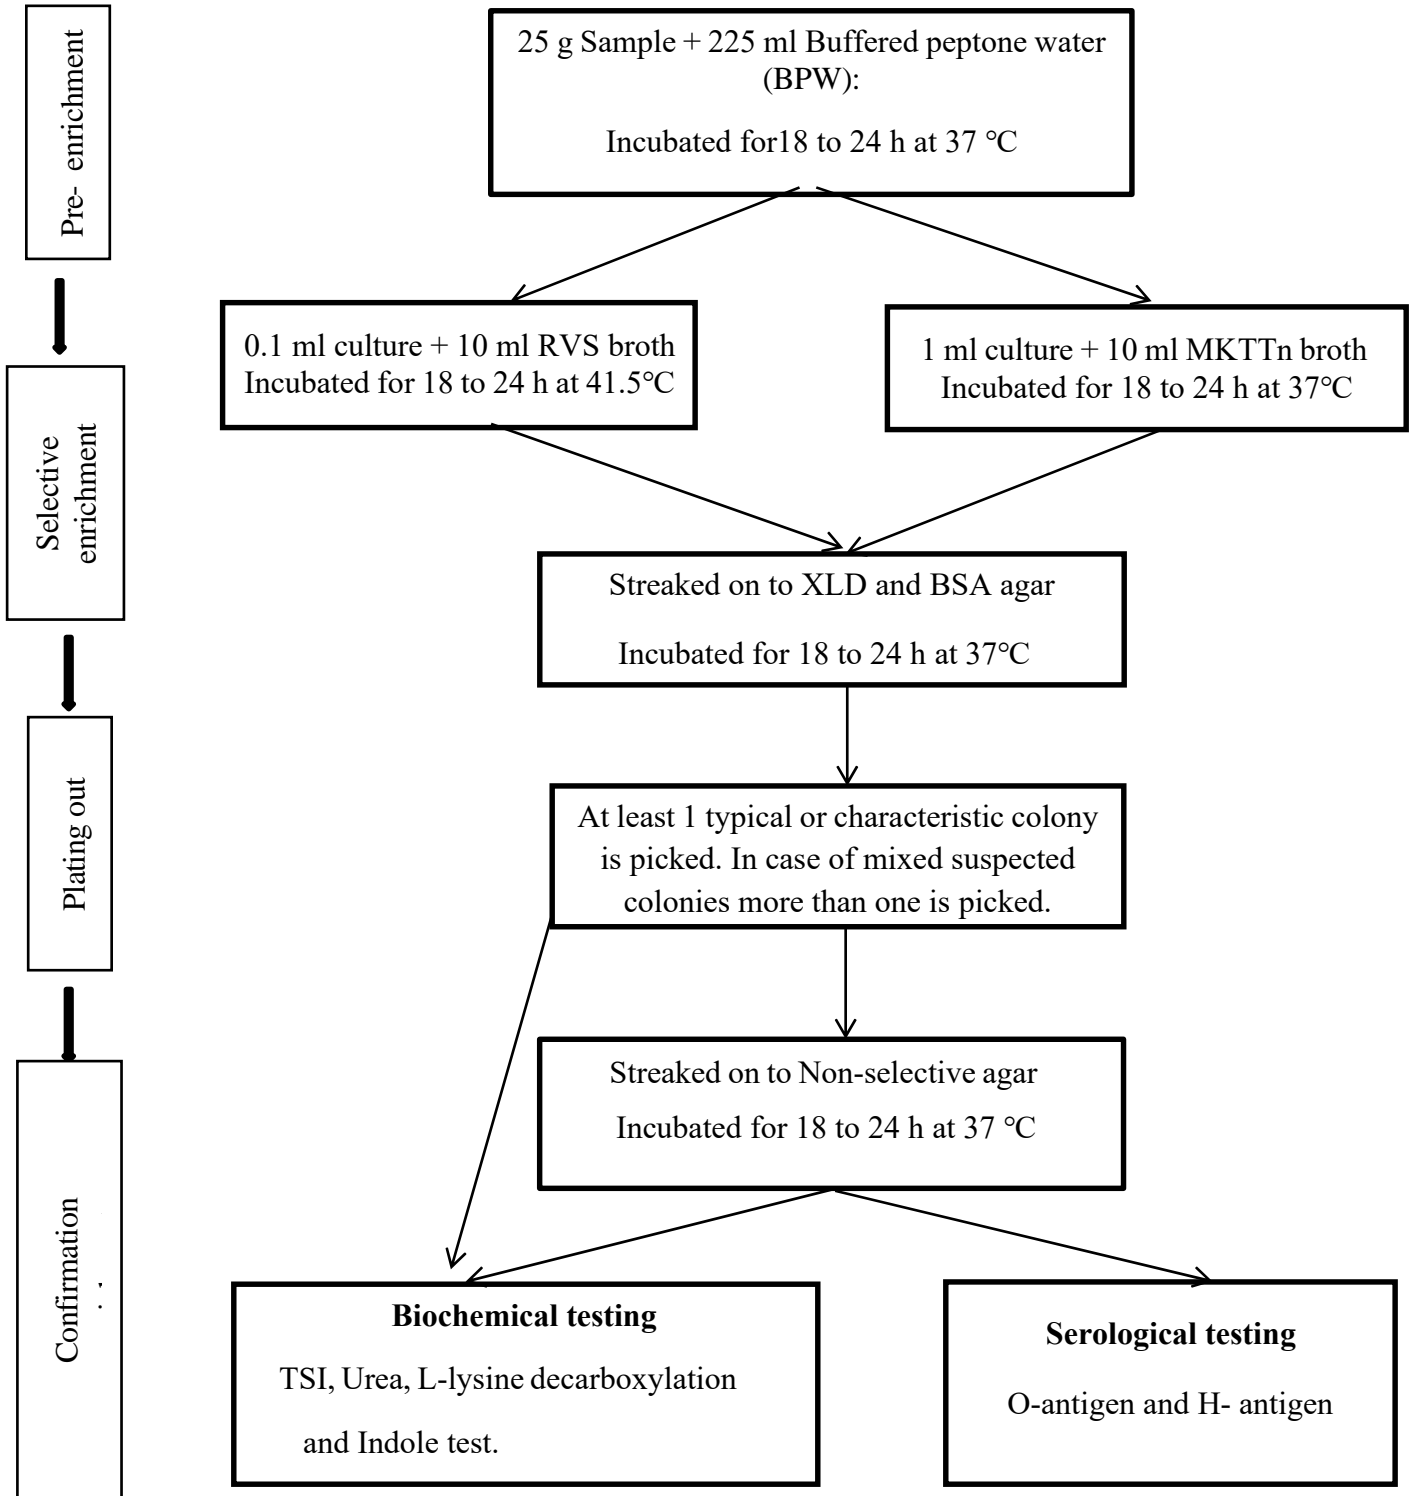 Pre- enrichment
25 g Sample + 225 ml Buffered peptone water
(BPW):
Incubated for18 to 24 h at 37 °C
Selective
enrichment
0.1 ml culture + 10 ml RVS broth
Incubated for 18 to 24 h at 41.5°C
1 ml culture + 10 ml MKTTn broth
Incubated for 18 to 24 h at 37°C
Streaked on to XLD and BSA agar
Incubated for 18 to 24 h at 37°C
Plating out
At least 1 typical or characteristic colony
is picked. In case of mixed suspected
colonies more than one is picked.
Confirmation
Streaked on to Non-selective agar
Incubated for 18 to 24 h at 37 °C
Biochemical testing
TSI, Urea, L-lysine decarboxylation
and Indole test.
Serological testing
O-antigen and H- antigen